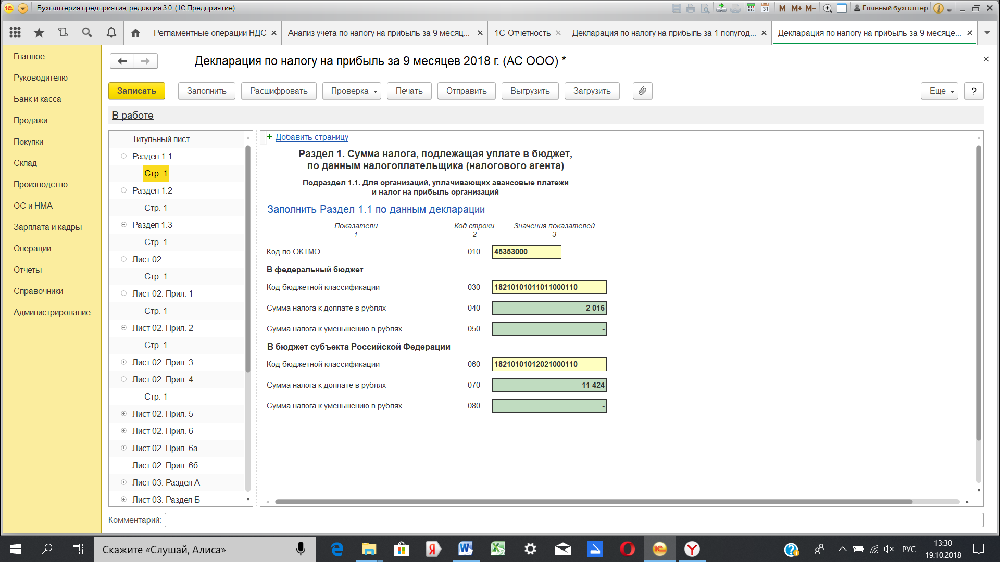 Бухгалтерия предприятия, редакция 3.0 (1С:Предприятие)
31
M M+ M-
Главный бухгалтер
Регламентные операции НДС
Анализ учета по налогу на прибыль за 9 месяц...
1С-Отчетность
Декларация по налогу на прибыль за 1 полугод...
Декларация по налогу на прибыль за 9 месяце...
Главное
Руководителю
Банк и касса
Продажи
Покупки
Склад
Производство
ОС и НМА
Зарплата и кадры
Операции
Отчеты
Справочники
Администрирование
Декларация по налогу на прибыль за 9 месяцев 2018 г. (АС ООО) *
Записать
Заполнить
Расшифровать
Проверка
Печать
Отправить
Выгрузить
Загрузить
Еще
?
В работе
Титульный лист
Раздел 1.1
Стр. 1
Раздел 1.2
Стр. 1
Раздел 1.3
Стр. 1
Лист 02
Стр. 1
Лист 02. Прил. 1
Стр. 1
Лист 02. Прил. 2
Стр. 1
Лист 02. Прил. 3
Лист 02. Прил. 4
Стр. 1
Лист 02. Прил. 5
Лист 02. Прил. 6
Лист 02. Прил. 6а
Лист 02. Прил. 6б
Лист 03. Раздел А
Лист 03. Раздел Б
Добавить страницу
Раздел 1. Сумма налога, подлежащая уплате в бюджет,
по данным налогоплательщика (налогового агента)
Подраздел 1.1. Для организаций, уплачивающих авансовые платежи
и налог на прибыль организаций
Заполнить Раздел 1.1 по данным декларации
Показатели Код строки Значения показателей
1 2 3
Код по ОКТМО 010 45353000
В федеральный бюджет
Код бюджетной классификации 030 18210101011011000110
Сумма налога к доплате в рублях 040 2 016
Сумма налога к уменьшению в рублях 050 -
В бюджет субъекта Российской Федерации
Код бюджетной классификации 060 18210101012021000110
Сумма налога к доплате в рублях 070 11 424
Сумма налога к уменьшению в рублях 080 -
Комментарий:
Скажите «Слушай, Алиса»
РУС
13:30
19.10.2018